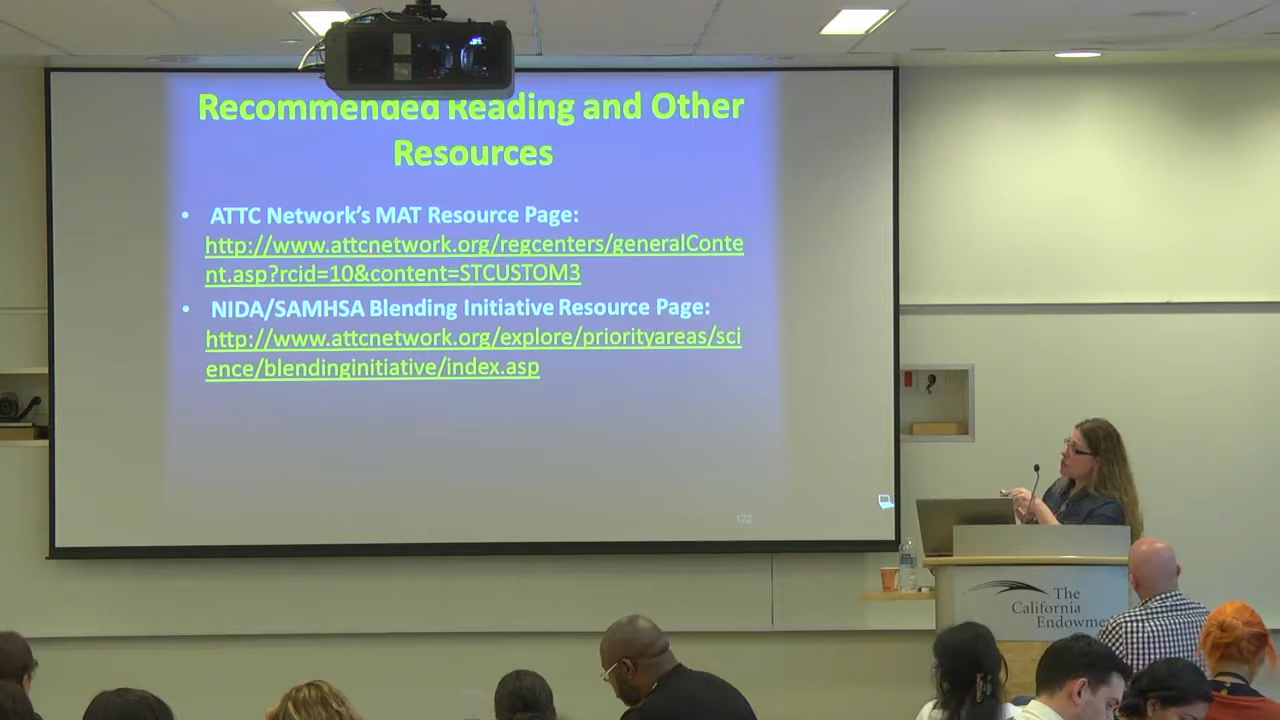 Recommended Reading and Other
Resources
• ATTC Network's MAT Resource Page:
http://www.attcnetwork.org/regcenters/generalConte
nt.asp?rcid=10&content=STCUSTOM3
• NIDA/SAMHSA Blending Initiative Resource Page:
http://www.attcnetwork.org/explore/priorityareas/sci
ence/blendinginitiative/index.asp
122
The
California
Endowme